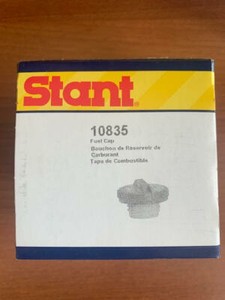 Stant®
10835
Fuel Cap
Bouchon de Reservoir de
Carburant
Tapa de Combustible